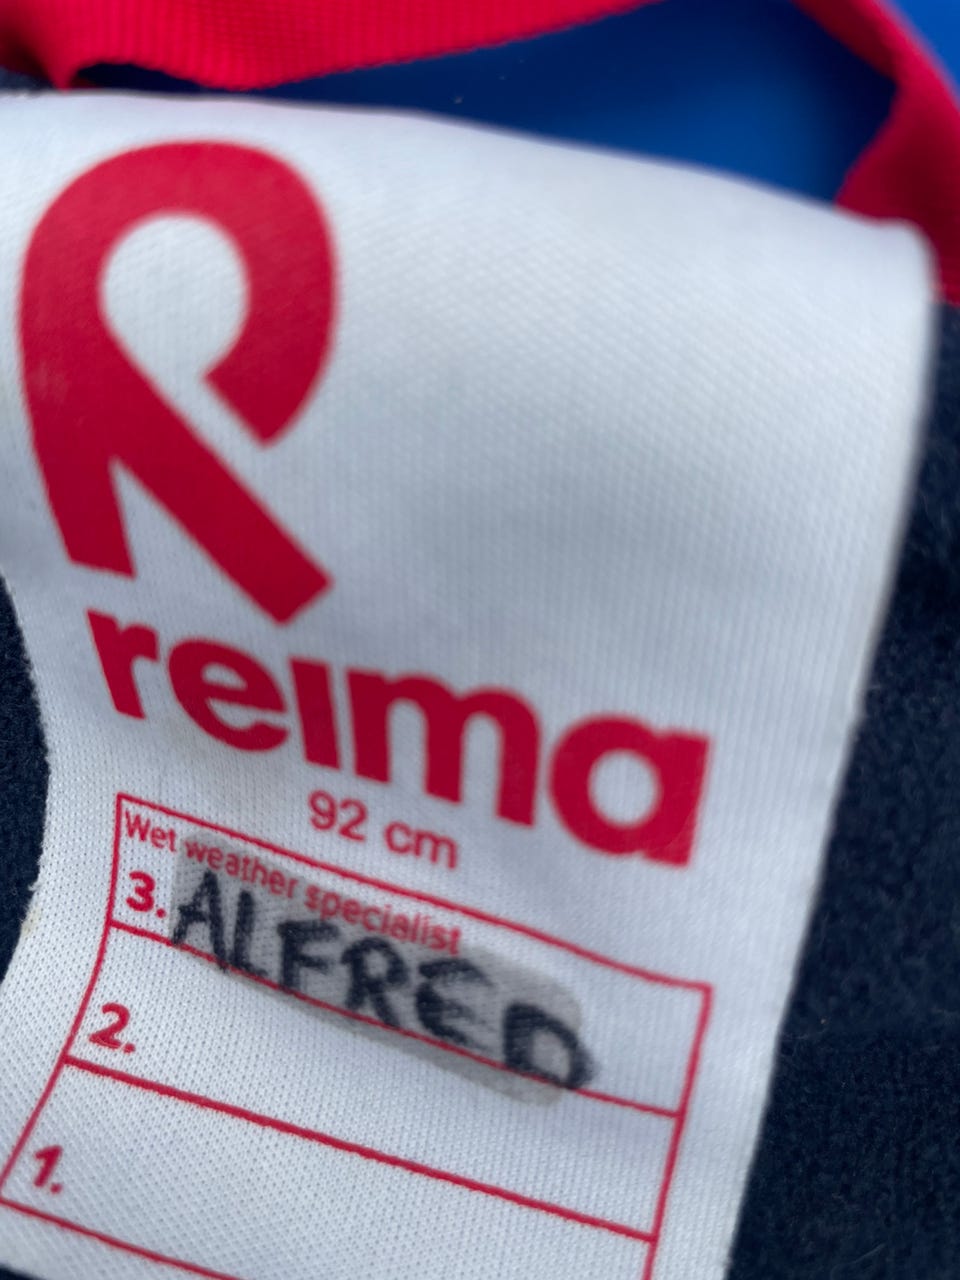 reima
92 cm
Wet weather specialist
3. ALFRED
2.
1.